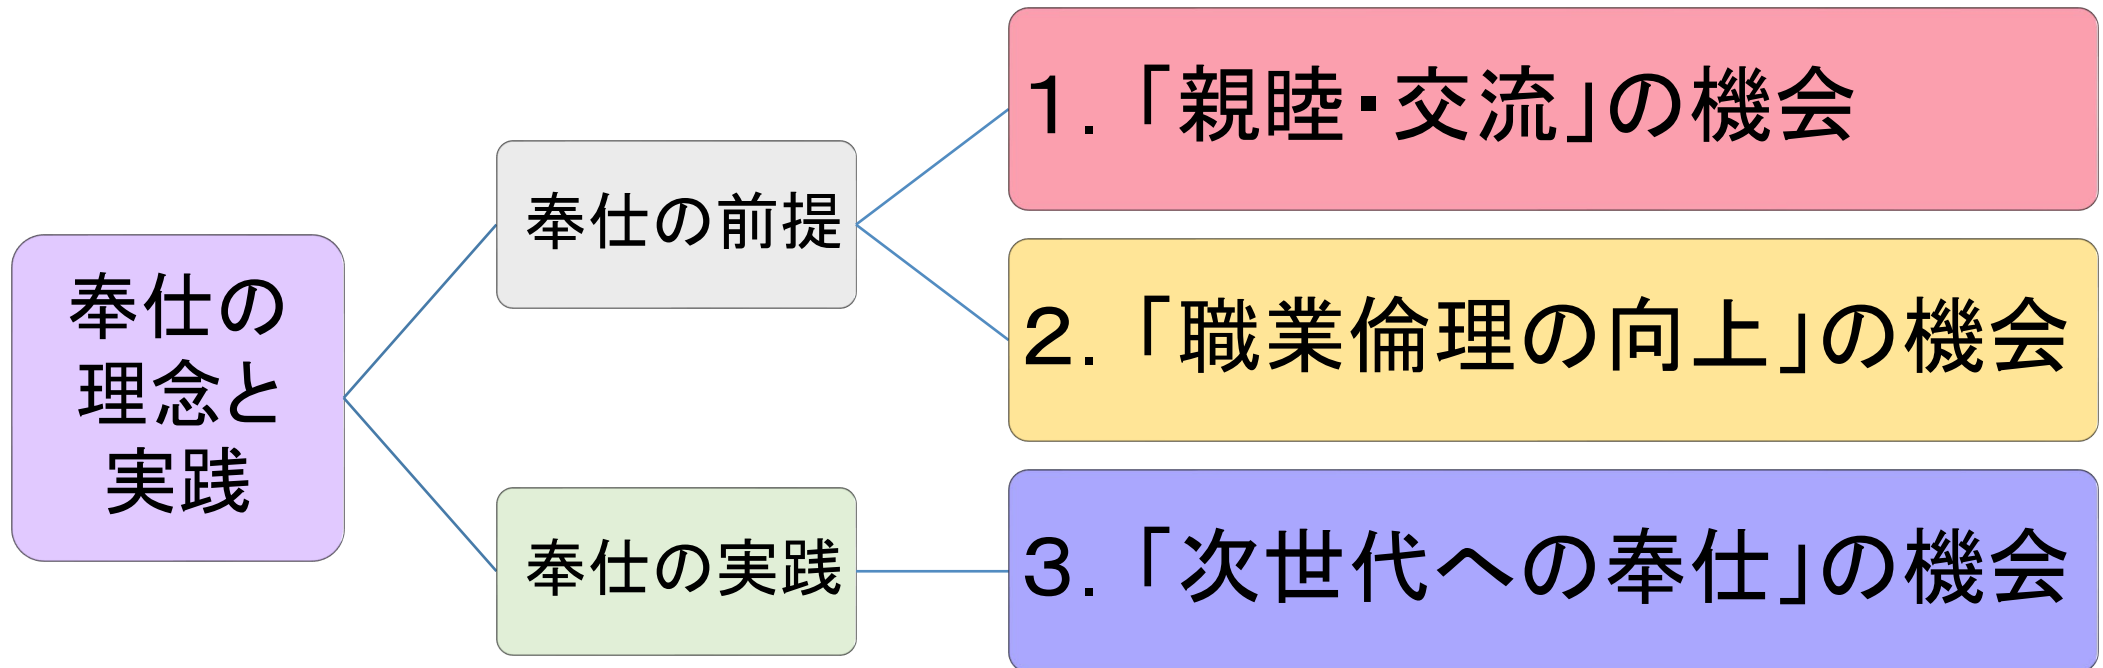 奉仕の
理念と
実践
奉仕の前提
1．「親睦・交流」の機会
2．「職業倫理の向上」の機会
奉仕の実践
3．「次世代への奉仕」の機会